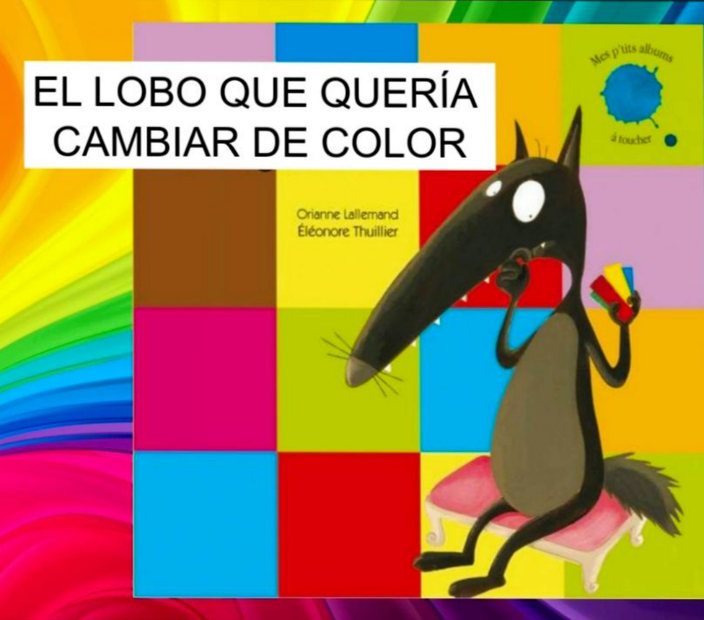 EL LOBO QUE QUERÍA
CAMBIAR DE COLOR
Mes p'tits albums
à toucher
Orianne Lallemand
Éléonore Thuillier